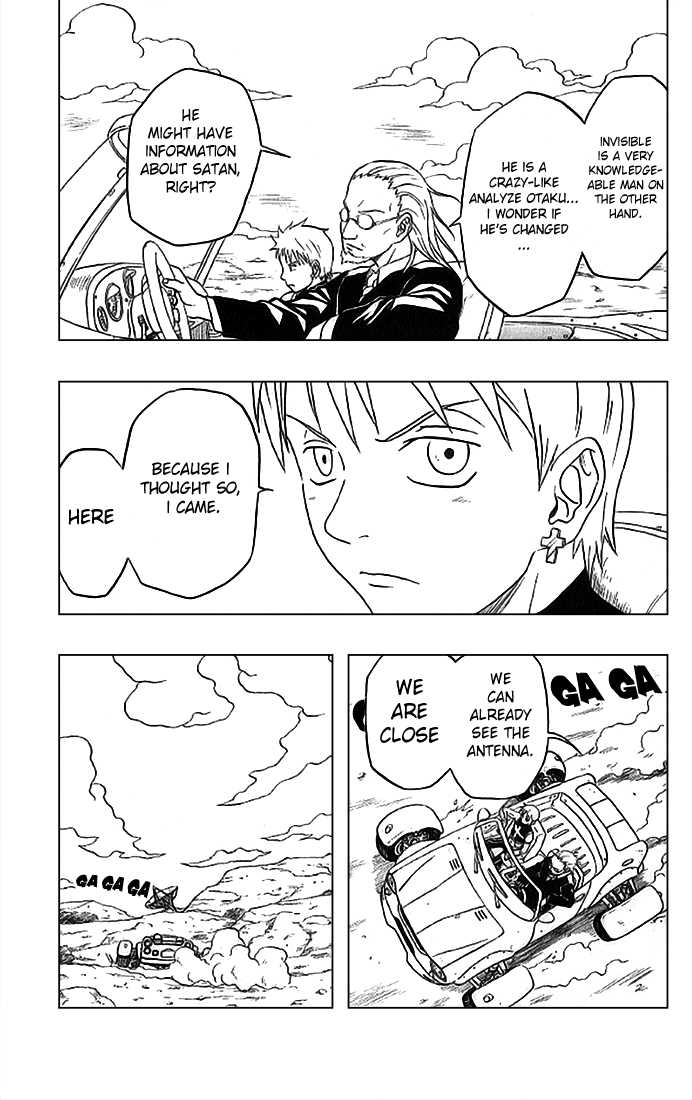 INVISIBLE
IS A VERY
KNOWLEDGE-
ABLE MAN ON
THE OTHER
HAND.
HE IS A
CRAZY-LIKE
ANALYZE OTAKU...
I WONDER IF
HE'S CHANGED
...
HE
MIGHT HAVE
INFORMATION
ABOUT SATAN,
RIGHT?
BECAUSE I
THOUGHT SO,
I CAME.
HERE
GA GA
WE
CAN
ALREADY
SEE THE
ANTENNA.
WE
ARE
CLOSE
GA GA GA